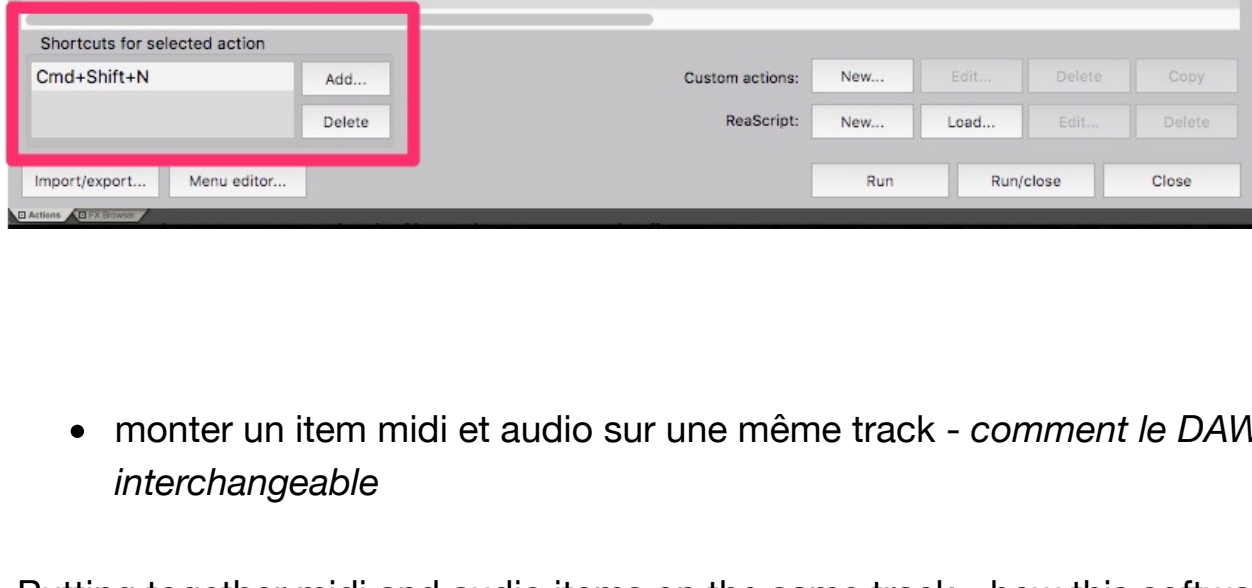 Shortcuts for selected action
Cmd+Shift+N
Add...
Custom actions: New... Edit... Delete Copy
Delete
ReaScript: New... Load... Edit... Delete
Import/export... Menu editor... Run Run/close Close
Actions FX Browser
• monter un item midi et audio sur une même track - comment le DAW
interchangeable
Putting together midi and audio items on the same track - how this